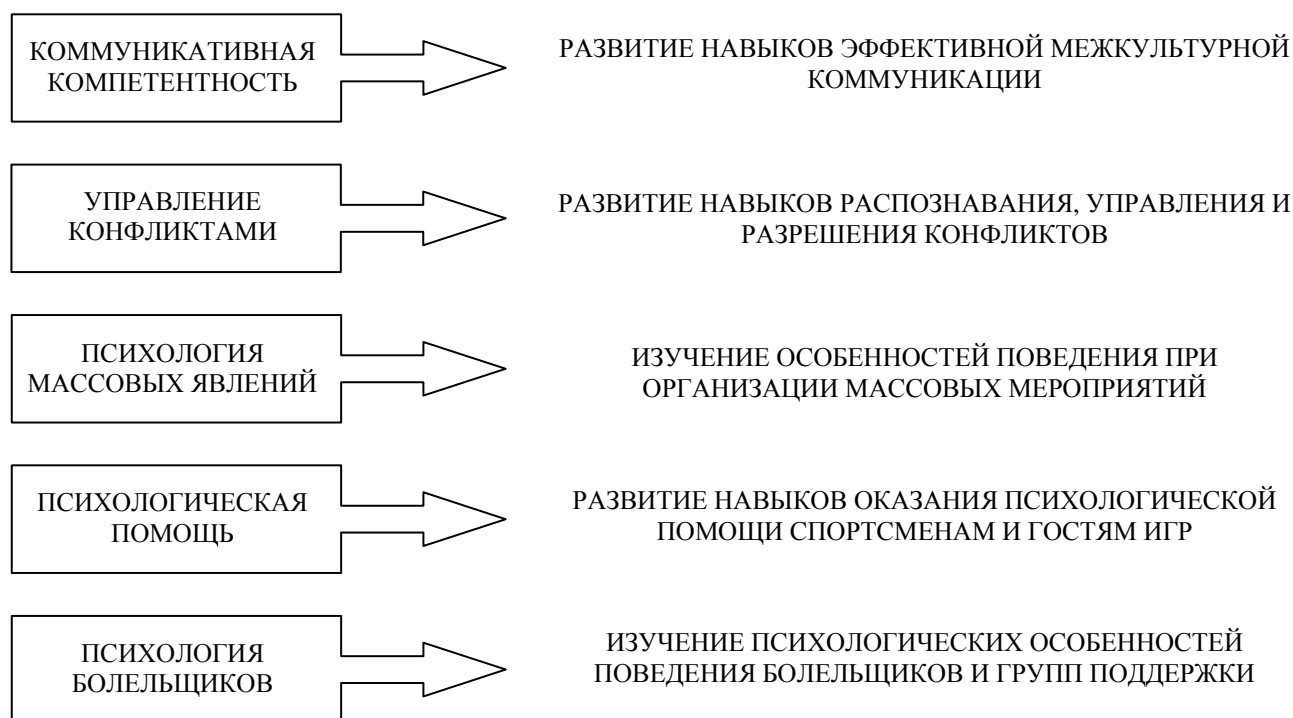 КОММУНИКАТИВНАЯ
КОМПЕТЕНТНОСТЬ
РАЗВИТИЕ НАВЫКОВ ЭФФЕКТИВНОЙ МЕЖКУЛЬТУРНОЙ
КОММУНИКАЦИИ
УПРАВЛЕНИЕ
КОНФЛИКТАМИ
РАЗВИТИЕ НАВЫКОВ РАСПОЗНАВАНИЯ, УПРАВЛЕНИЯ И
РАЗРЕШЕНИЯ КОНФЛИКТОВ
ПСИХОЛОГИЯ
МАССОВЫХ ЯВЛЕНИЙ
ИЗУЧЕНИЕ ОСОБЕННОСТЕЙ ПОВЕДЕНИЯ ПРИ
ОРГАНИЗАЦИИ МАССОВЫХ МЕРОПРИЯТИЙ
ПСИХОЛОГИЧЕСКАЯ
ПОМОЩЬ
РАЗВИТИЕ НАВЫКОВ ОКАЗАНИЯ ПСИХОЛОГИЧЕСКОЙ
ПОМОЩИ СПОРТСМЕНАМ И ГОСТЯМ ИГР
ПСИХОЛОГИЯ
БОЛЕЛЬЩИКОВ
ИЗУЧЕНИЕ ПСИХОЛОГИЧЕСКИХ ОСОБЕННОСТЕЙ
ПОВЕДЕНИЯ БОЛЕЛЬЩИКОВ И ГРУПП ПОДДЕРЖКИ